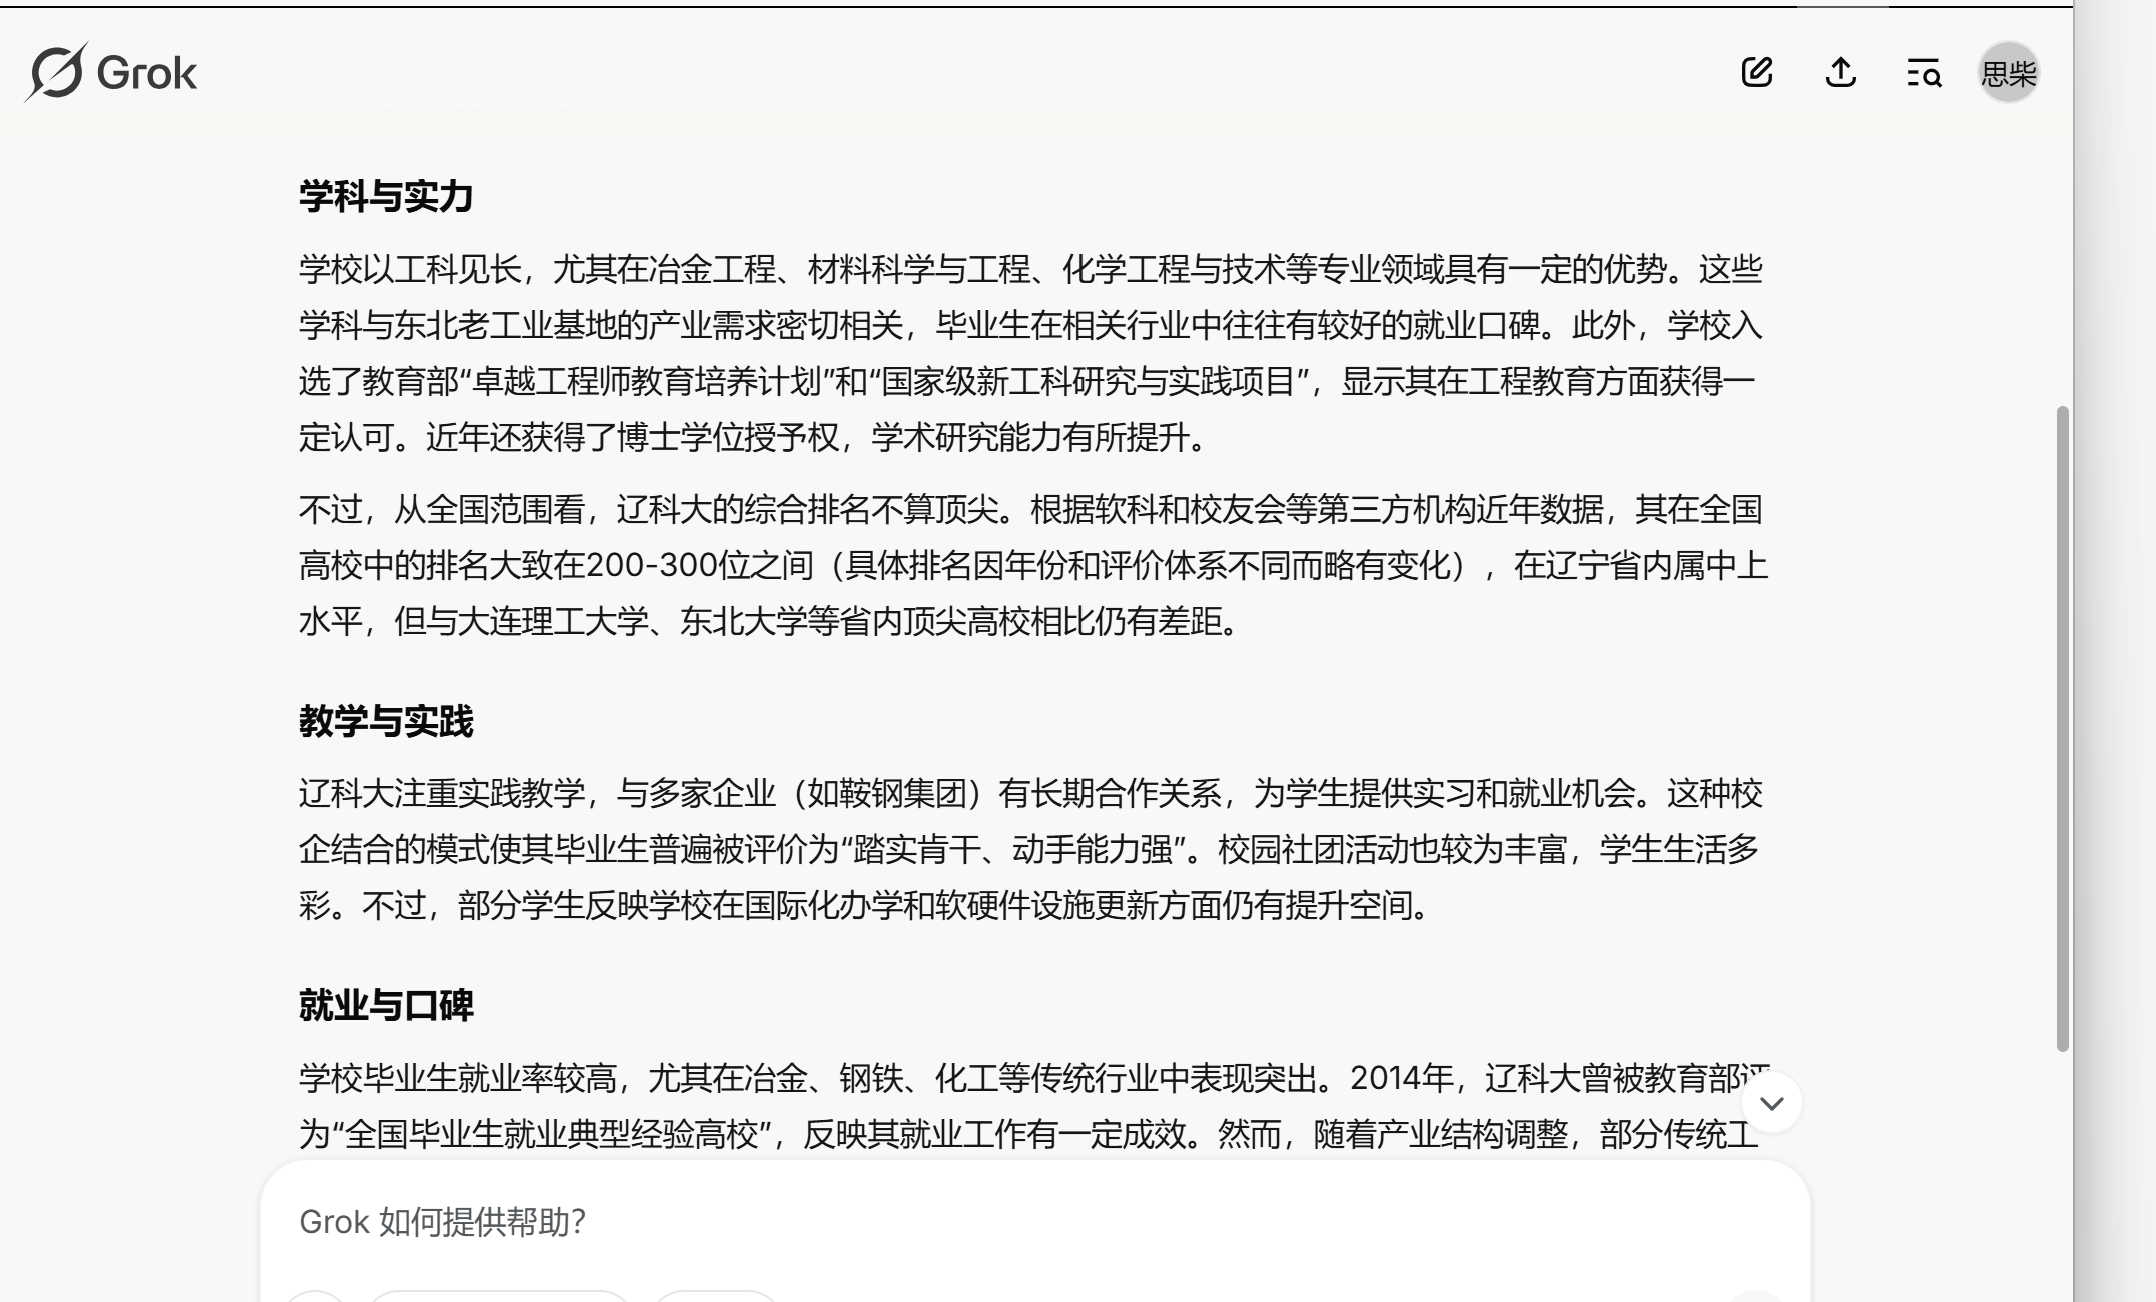 Grok
思柴
学科与实力
学校以工科见长，尤其在冶金工程、材料科学与工程、化学工程与技术等专业领域具有一定的优势。这些
学科与东北老工业基地的产业需求密切相关，毕业生在相关行业中往往有较好的就业口碑。此外，学校入
选了教育部“卓越工程师教育培养计划”和“国家级新工科研究与实践项目”，显示其在工程教育方面获得一
定认可。近年还获得了博士学位授予权，学术研究能力有所提升。
不过，从全国范围看，辽科大的综合排名不算顶尖。根据软科和校友会等第三方机构近年数据，其在全国
高校中的排名大致在200-300位之间（具体排名因年份和评价体系不同而略有变化），在辽宁省内属中上
水平，但与大连理工大学、东北大学等省内顶尖高校相比仍有差距。
教学与实践
辽科大注重实践教学，与多家企业（如鞍钢集团）有长期合作关系，为学生提供实习和就业机会。这种校
企结合的模式使其毕业生普遍被评价为“踏实肯干、动手能力强”。校园社团活动也较为丰富，学生生活多
彩。不过，部分学生反映学校在国际化办学和软硬件设施更新方面仍有提升空间。
就业与口碑
学校毕业生就业率较高，尤其在冶金、钢铁、化工等传统行业中表现突出。2014年，辽科大曾被教育部评
为“全国毕业生就业典型经验高校”，反映其就业工作有一定成效。然而，随着产业结构调整，部分传统工
Grok 如何提供帮助？